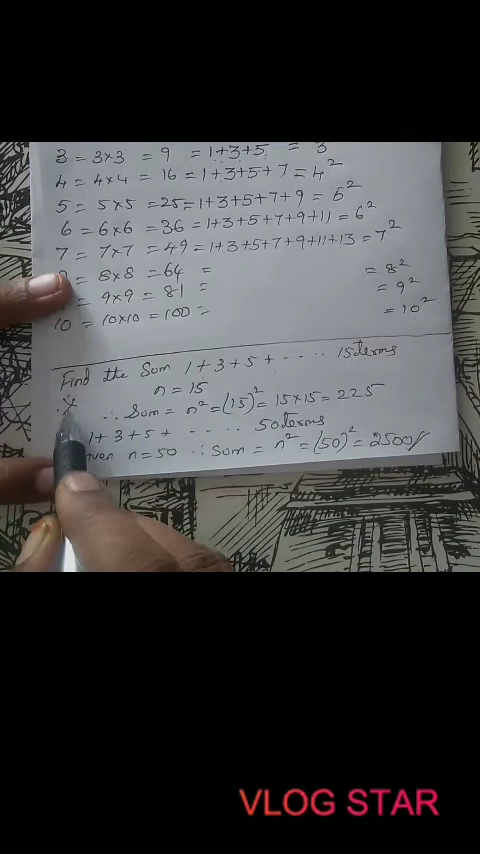 3 = 3×3 = 9 = 1+3+5 = 3
4 = 4×4 = 16 = 1+3+5+7 = 4²
5 = 5×5 = 25 = 1+3+5+7+9 = 5²
6 = 6×6 = 36 = 1+3+5+7+9+11 = 6²
7 = 7×7 = 49 = 1+3+5+7+9+11+13 = 7²
= 8×8 = 64 = = 8²
= 9×9 = 81 = = 9²
10 = 10×10 = 100 = = 10²
Find the Sum 1+3+5+ ...... 15 terms
n = 15
∴ Sum = n² = (15)² = 15×15 = 225
1+3+5+ ...... 50 terms
n = 50 ∴ Sum = n² = (50)² = 2500
VLOG STAR